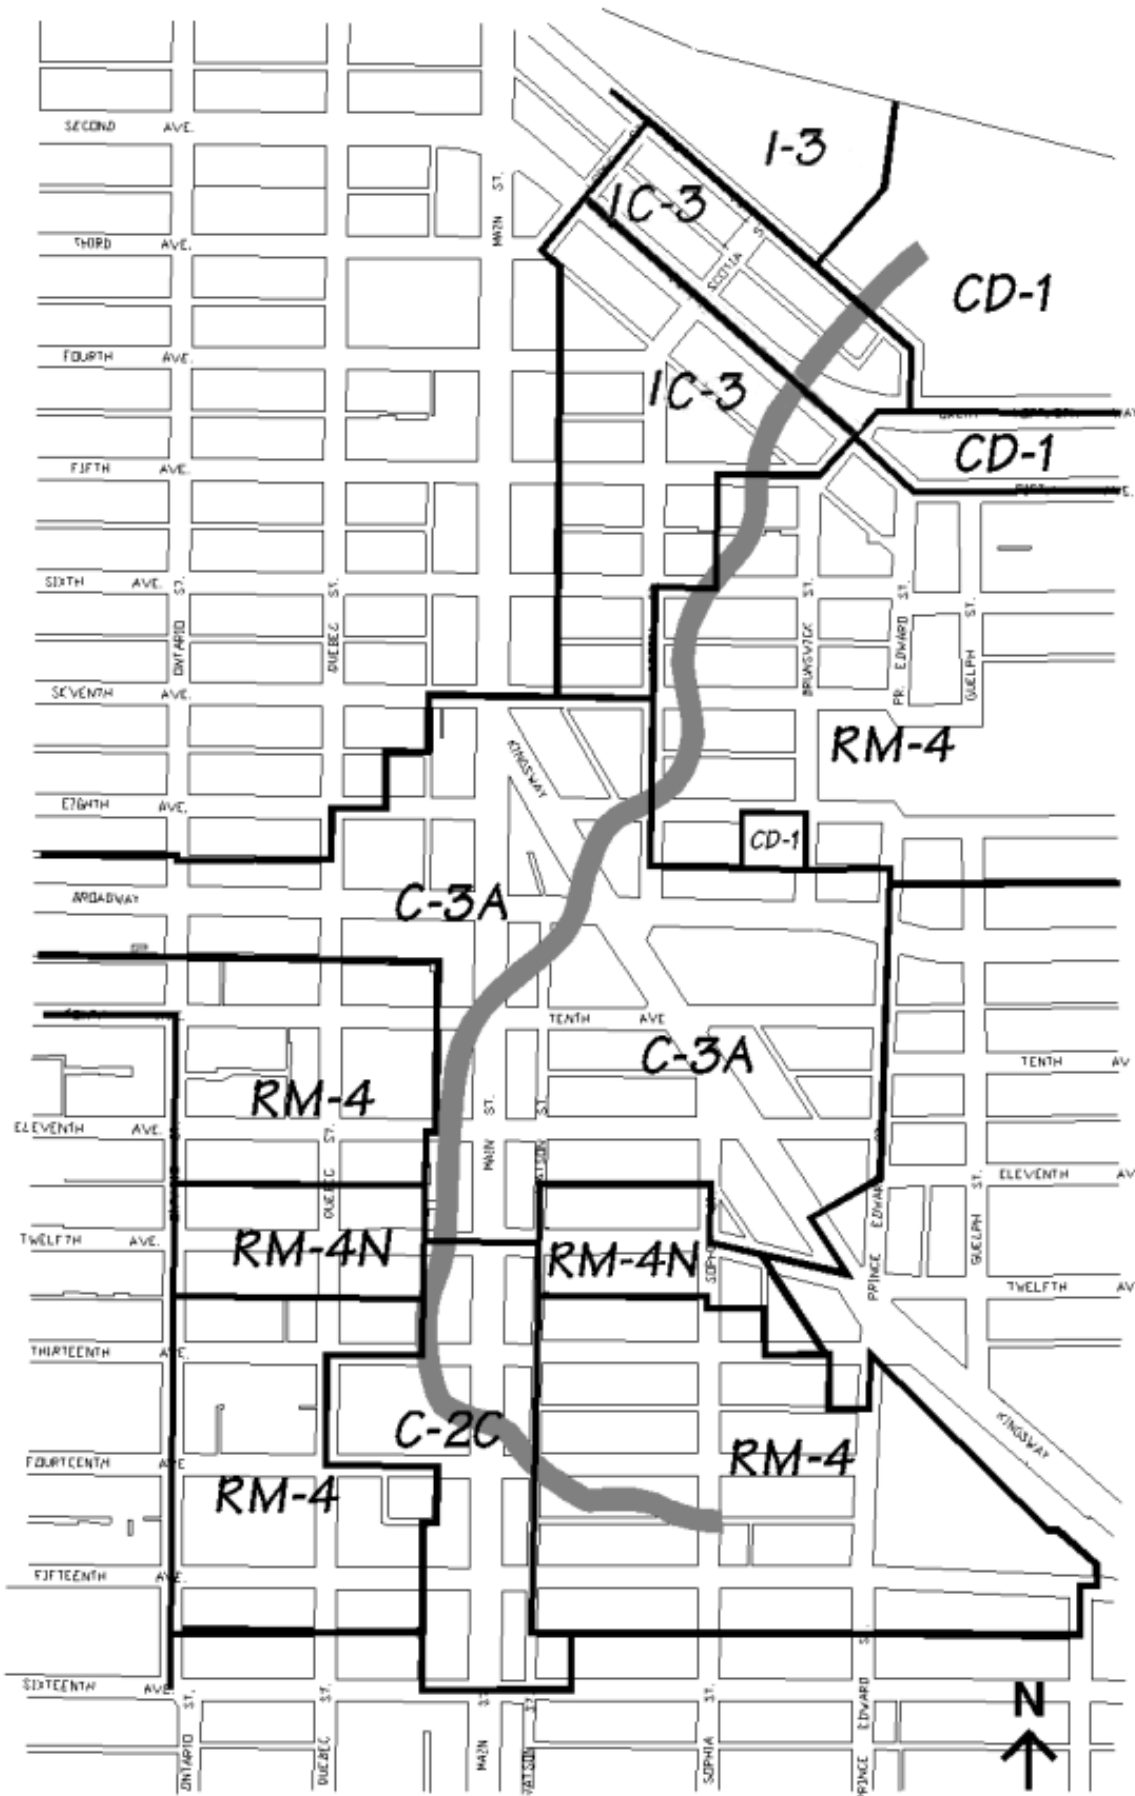 SECOND AVE.
I-3
IC-3
MAIN ST.
THIRD AVE.
SCOTIA
CD-1
FOURTH AVE.
IC-3
CD-1
FIFTH AVE.
SIXTH AVE.
ONTARIO ST.
QUEBEC ST.
BRUNSWICK ST.
PR. EDWARD ST.
GUELPH ST.
SEVENTH AVE.
RM-4
KINGSWAY
EIGHTH AVE.
CD-1
BROADWAY
C-3A
TENTH AVE
C-3A
TENTH AV
RM-4
ELEVENTH AVE.
QUEBEC ST.
MAIN ST.
ELEVENTH AV
GUELPH ST.
PRINCE EDWAR
TWELFTH AVE.
RM-4N
RM-4N
TWELFTH AV
THIRTEENTH AVE.
C-2C
KINGSWAY
FOURTEENTH AVE
RM-4
RM-4
FIFTEENTH AVE.
SIXTEENTH AVE.
N
ONTARIO ST.
QUEBEC ST.
MAIN ST.
WATSON ST.
SOPHIA ST.
PRINCE EDWARD S